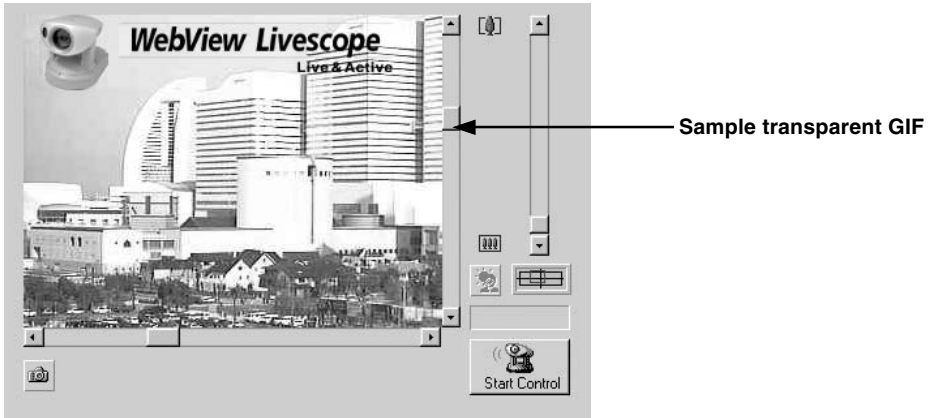 WebView Livescope
Live & Active
Sample transparent GIF
Start Control